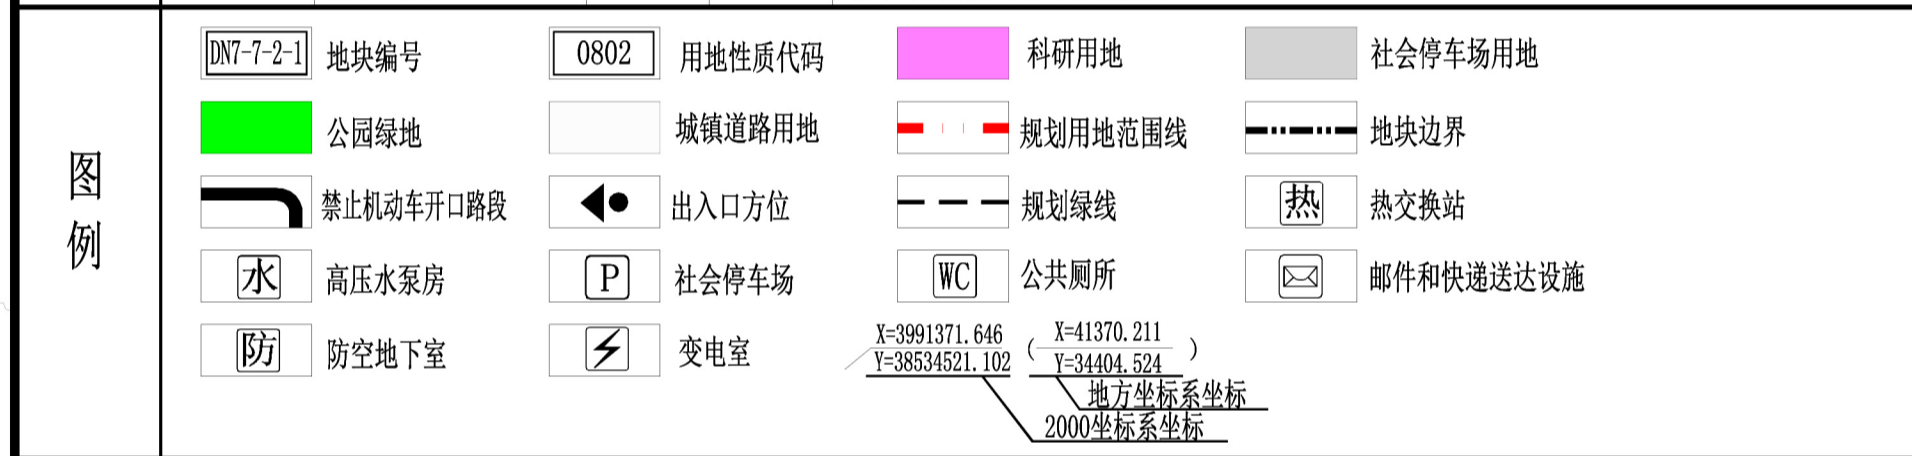 图例
DN7-7-2-1 地块编号 0802 用地性质代码 科研用地 社会停车场用地
公园绿地 城镇道路用地 规划用地范围线 地块边界
禁止机动车开口路段 出入口方位 规划绿线 热 热交换站
水 高压水泵房 P 社会停车场 WC 公共厕所 邮件和快递送达设施
防 防空地下室 变电室
X=3991371.646 ( X=41370.211 )
Y=38534521.102 Y=34404.524
地方坐标系坐标
2000坐标系坐标